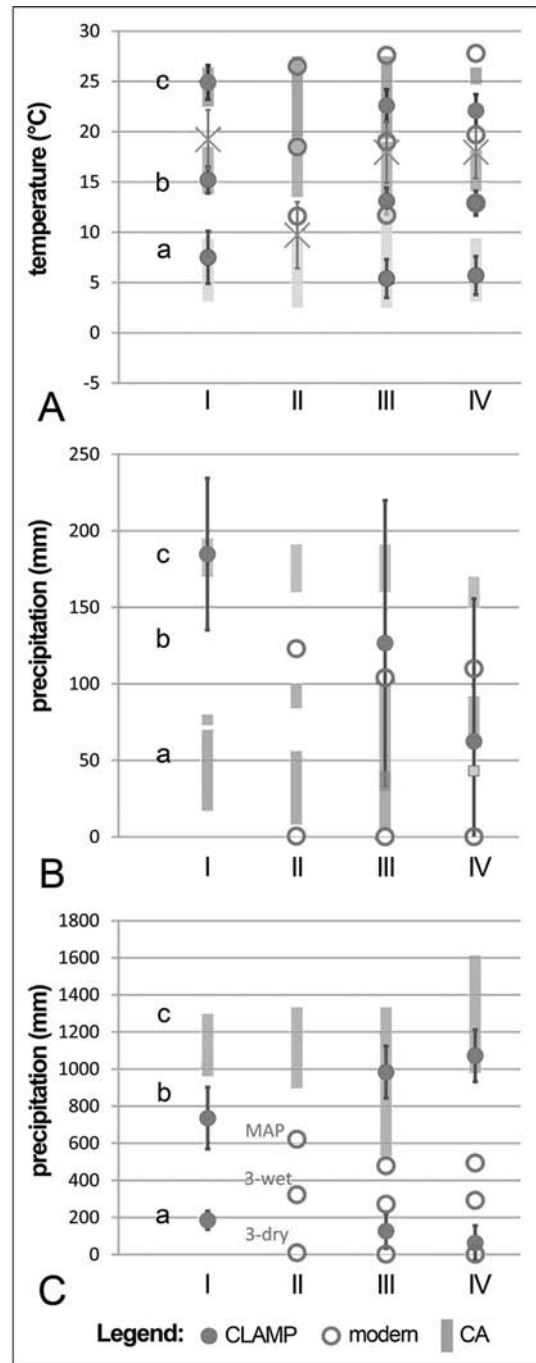 30
25
20
15
10
5
0
-5
temperature (°C)
c
b
a
A
I II III IV
250
200
150
100
50
0
precipitation (mm)
c
b
a
B
I II III IV
1800
1600
1400
1200
1000
800
600
400
200
0
precipitation (mm)
c
b
a
MAP
3-wet
3-dry
C
I II III IV
Legend: CLAMP modern CA